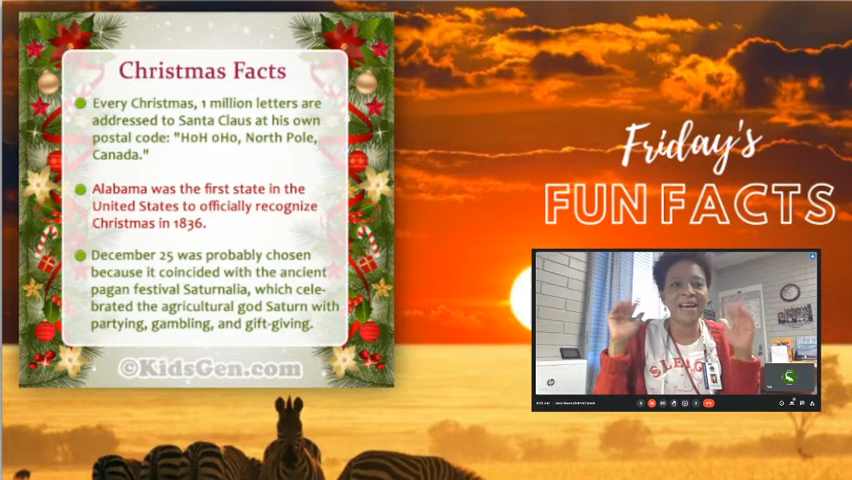 Christmas Facts
Every Christmas, 1 million letters are
addressed to Santa Claus at his own
postal code: "HoH oHo, North Pole,
Canada."
Alabama was the first state in the
United States to officially recognize
Christmas in 1836.
December 25 was probably chosen
because it coincided with the ancient
pagan festival Saturnalia, which cele-
brated the agricultural god Saturn with
partying, gambling, and gift-giving.
©KidsGen.com
Friday's
FUN FACTS
SLEIGH
hp